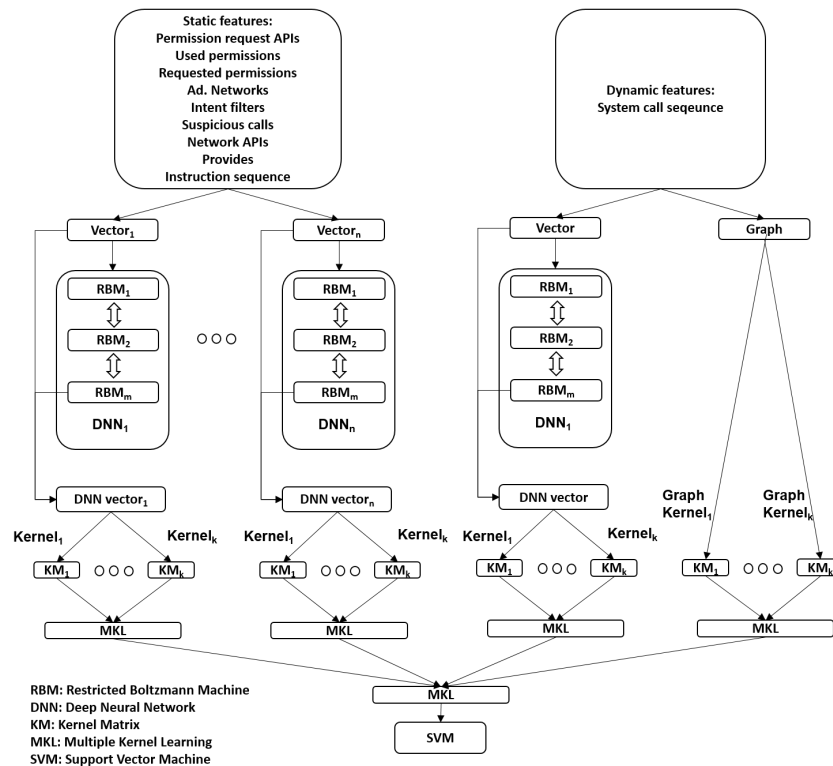 Static features:
Permission request APIs
Used permissions
Requested permissions
Ad. Networks
Intent filters
Suspicious calls
Network APIs
Provides
Instruction sequence
Dynamic features:
System call seqeunce
Vector1
Vectorn
Vector
Graph
RBM1
RBM2
RBMm
DNN1
RBM1
RBM2
RBMm
DNNn
RBM1
RBM2
RBMm
DNN1
DNN vector1
DNN vectorn
DNN vector
Graph
Kernel1
Graph
Kernelk
Kernel1
Kernelk
Kernel1
Kernelk
Kernel1
Kernelk
KM1
KMk
KM1
KMk
KM1
KMk
KM1
KMk
MKL
MKL
MKL
MKL
MKL
SVM
RBM: Restricted Boltzmann Machine
DNN: Deep Neural Network
KM: Kernel Matrix
MKL: Multiple Kernel Learning
SVM: Support Vector Machine